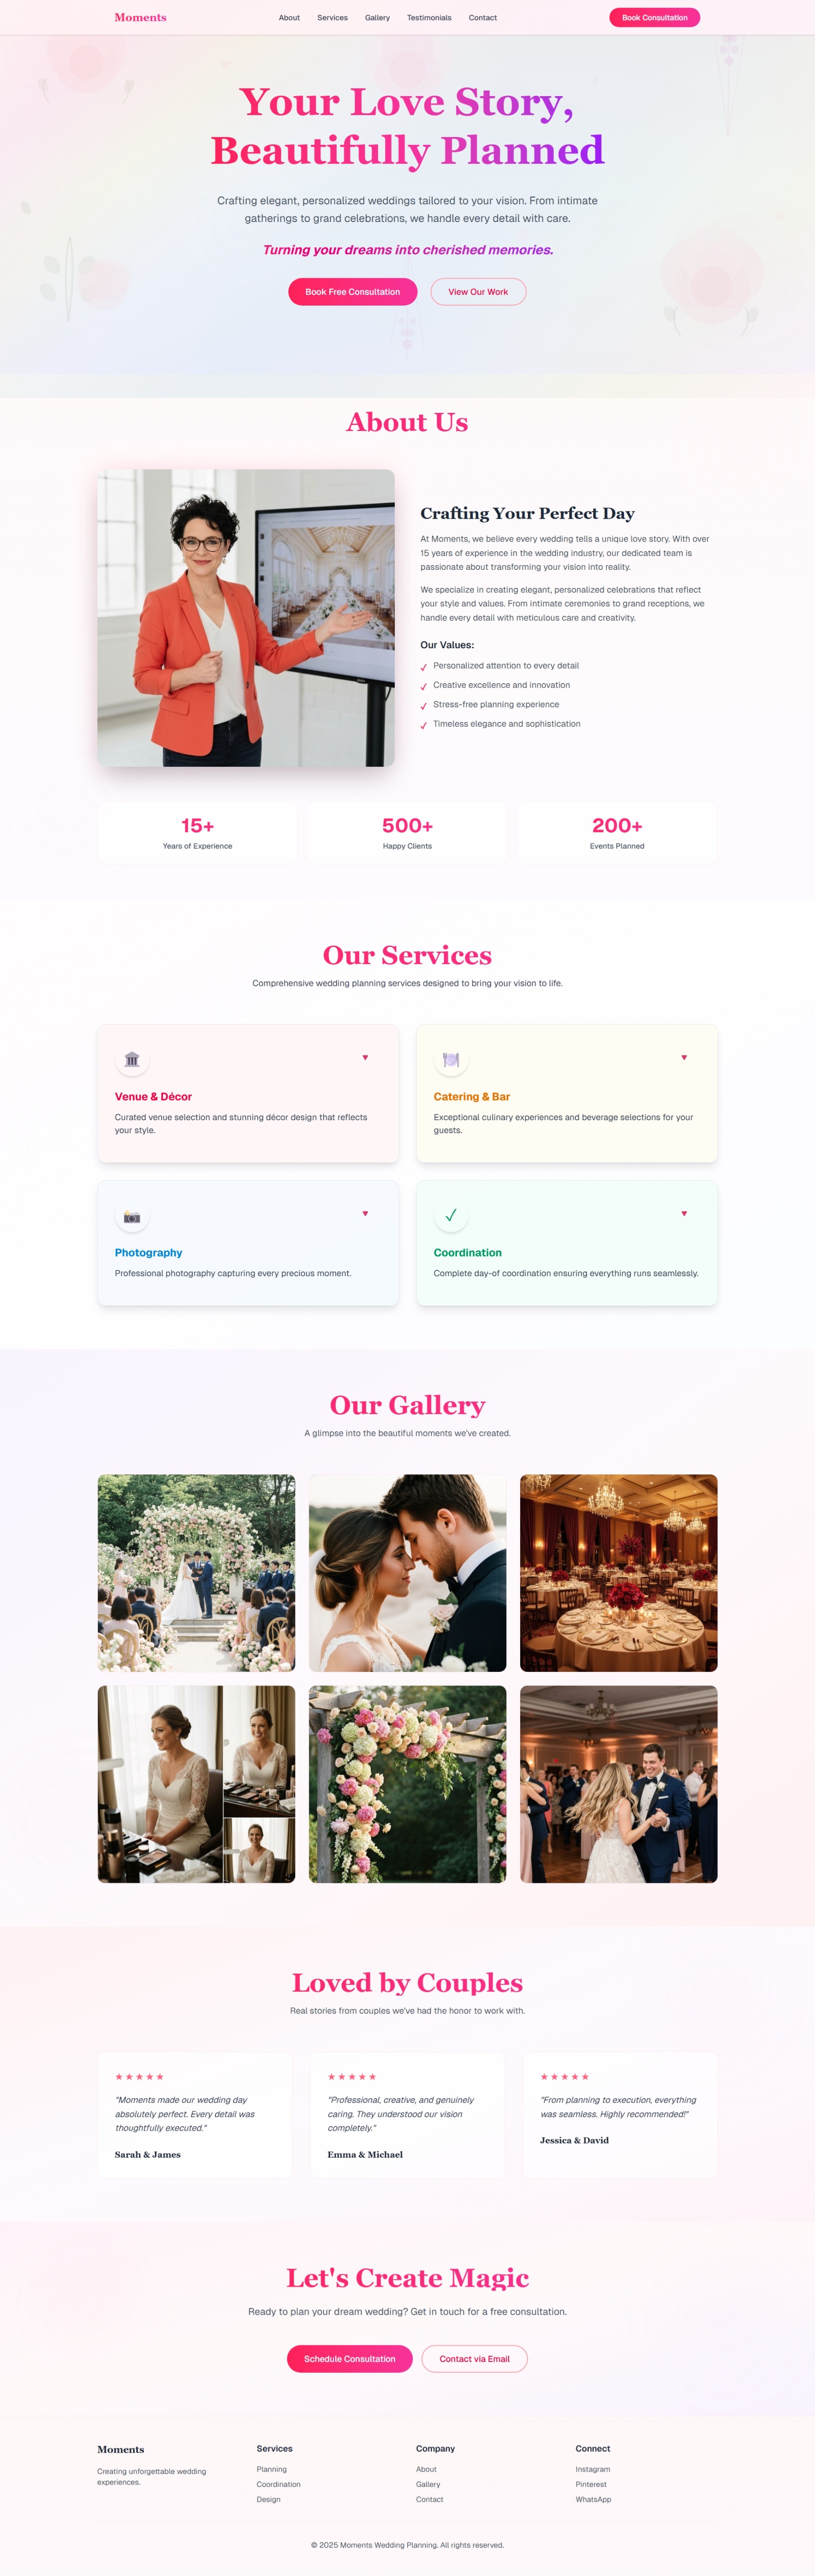 Moments
About
Services
Gallery
Testimonials
Contact
Book Consultation
Your Love Story,
Beautifully Planned
Crafting elegant, personalized weddings tailored to your vision. From intimate
gatherings to grand celebrations, we handle every detail with care.
Turning your dreams into cherished memories.
Book Free Consultation
View Our Work
About Us
Crafting Your Perfect Day
At Moments, we believe every wedding tells a unique love story. With over
15 years of experience in the wedding industry, our dedicated team is
passionate about transforming your vision into reality.
We specialize in creating elegant, personalized celebrations that reflect
your style and values. From intimate ceremonies to grand receptions, we
handle every detail with meticulous care and creativity.
Our Values:
✓ Personalized attention to every detail
✓ Creative excellence and innovation
✓ Stress-free planning experience
✓ Timeless elegance and sophistication
15+
Years of Experience
500+
Happy Clients
200+
Events Planned
Our Services
Comprehensive wedding planning services designed to bring your vision to life.
Venue & Décor
Curated venue selection and stunning décor design that reflects
your style.
Catering & Bar
Exceptional culinary experiences and beverage selections for your
guests.
Photography
Professional photography capturing every precious moment.
Coordination
Complete day-of coordination ensuring everything runs seamlessly.
Our Gallery
A glimpse into the beautiful moments we've created.
Loved by Couples
Real stories from couples we've had the honor to work with.
★★★★★
"Moments made our wedding day
absolutely perfect. Every detail was
thoughtfully executed."
Sarah & James
★★★★★
"Professional, creative, and genuinely
caring. They understood our vision
completely."
Emma & Michael
★★★★★
"From planning to execution, everything
was seamless. Highly recommended!"
Jessica & David
Let's Create Magic
Ready to plan your dream wedding? Get in touch for a free consultation.
Schedule Consultation
Contact via Email
Moments
Creating unforgettable wedding
experiences.
Services
Planning
Coordination
Design
Company
About
Gallery
Contact
Connect
Instagram
Pinterest
WhatsApp
© 2025 Moments Wedding Planning. All rights reserved.